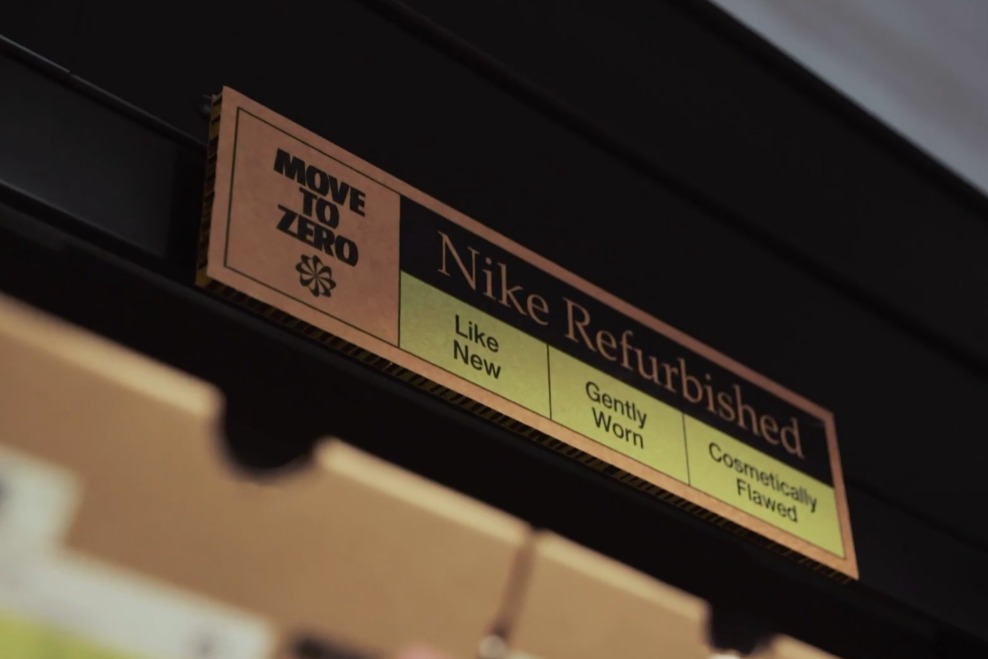 MOVE
TO
ZERO
Nike Refurbished
Like
New
Gently
Worn
Cosmetically
Flawed